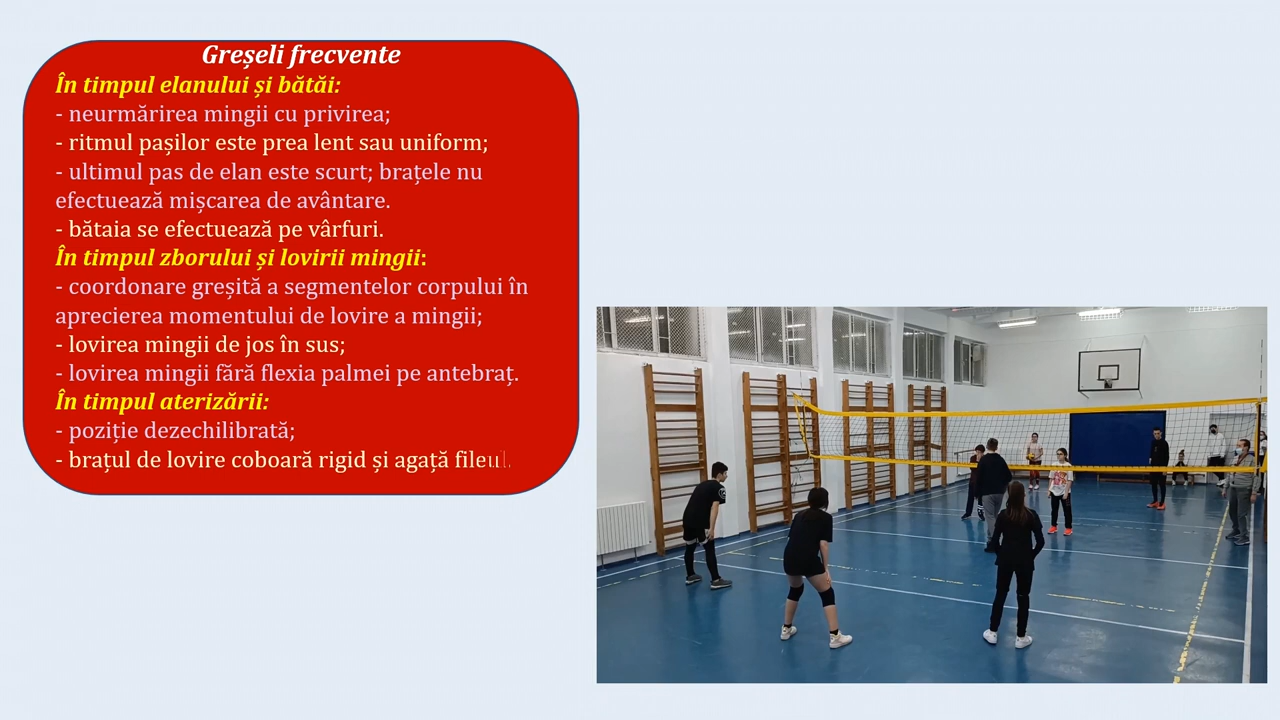 Greșeli frecvente
În timpul elanului și bătăi:
- neurmărirea mingii cu privirea;
- ritmul pașilor este prea lent sau uniform;
- ultimul pas de elan este scurt; brațele nu
efectuează mișcarea de avântare.
- bătaia se efectuează pe vârfuri.
În timpul zborului și lovirii mingii:
- coordonare greșită a segmentelor corpului în
aprecierea momentului de lovire a mingii;
- lovirea mingii de jos în sus;
- lovirea mingii fără flexia palmei pe antebraț.
În timpul aterizării:
- poziție dezechilibrată;
- brațul de lovire coboară rigid și agață fileul.